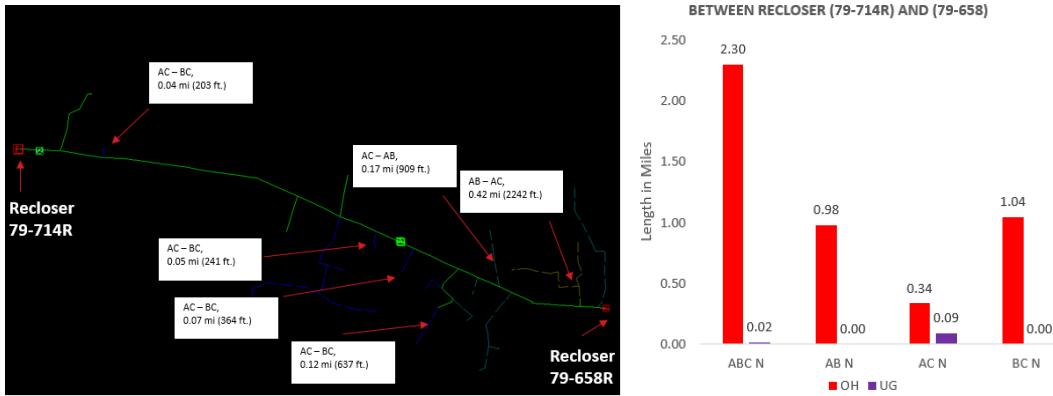 AC – BC,
0.04 mi (203 ft.)
Recloser
79-714R
AC – AB,
0.17 mi (909 ft.)
AB – AC,
0.42 mi (2242 ft.)
AC – BC,
0.05 mi (241 ft.)
AC – BC,
0.07 mi (364 ft.)
AC – BC,
0.12 mi (637 ft.)
Recloser
79-658R
BETWEEN RECLOSER (79-714R) AND (79-658)
Length in Miles
2.50
2.00
1.50
1.00
0.50
0.00
2.30
0.02
0.98
0.00
0.34
0.09
1.04
0.00
ABC N
AB N
AC N
BC N
OH
UG